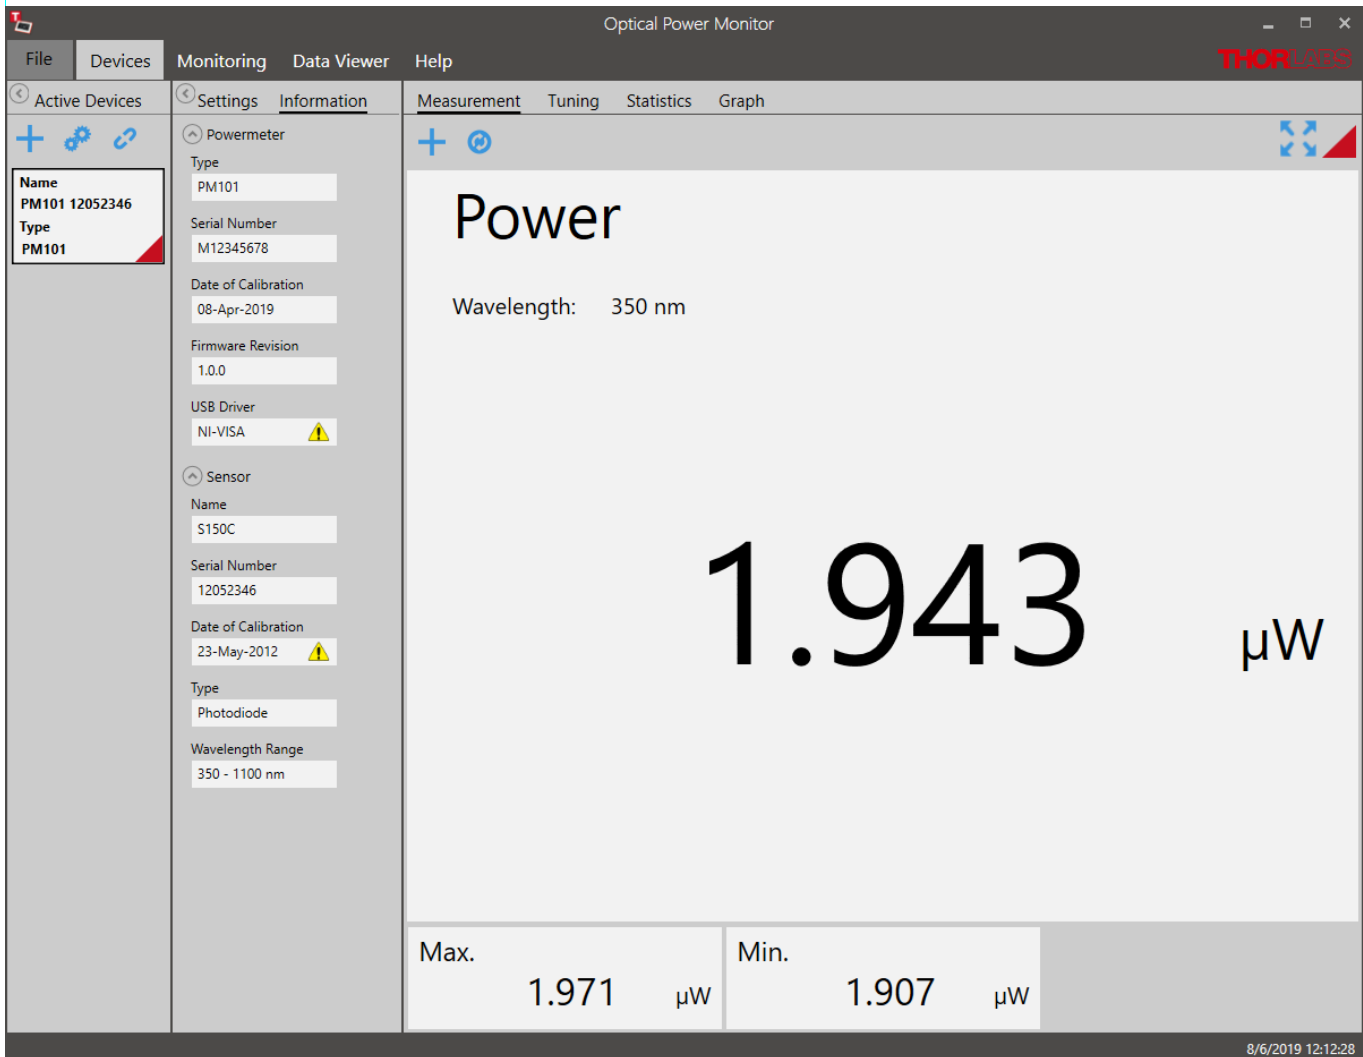 Optical Power Monitor
File Devices Monitoring Data Viewer Help
THORLABS
Active Devices
Name
PM101 12052346
Type
PM101
Settings Information
Powermeter
Type
PM101
Serial Number
M12345678
Date of Calibration
08-Apr-2019
Firmware Revision
1.0.0
USB Driver
NI-VISA
Sensor
Name
S150C
Serial Number
12052346
Date of Calibration
23-May-2012
Type
Photodiode
Wavelength Range
350 - 1100 nm
Measurement Tuning Statistics Graph
Power
Wavelength: 350 nm
1.943 µW
Max.
1.971 µW
Min.
1.907 µW
8/6/2019 12:12:28